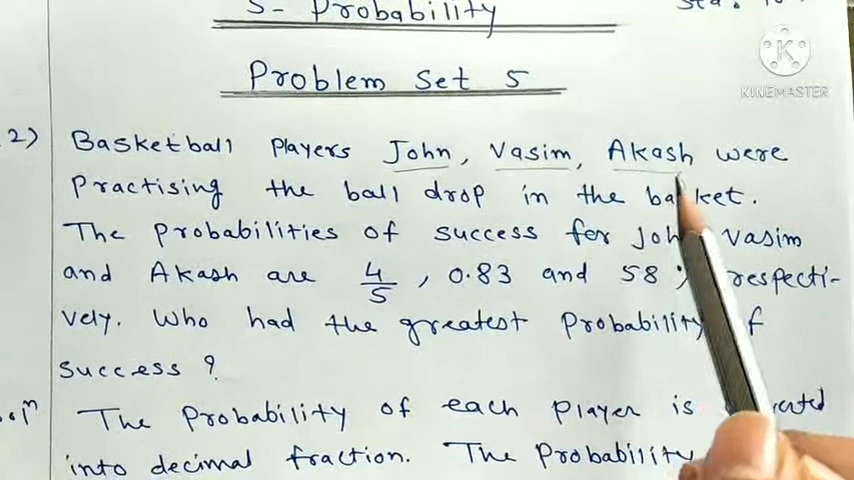 5 - Probability
Std. 10
KINEMASTER
Problem Set 5
2) Basketball Players John, Vasim, Akash were
Practising the ball drop in the basket.
The Probabilities of success for John Vasim
and Akash are 4/5, 0.83 and 58 % respecti-
vely. Who had the greatest Probability of
success ?
The Probability of each Player is
into decimal fraction. The Probability